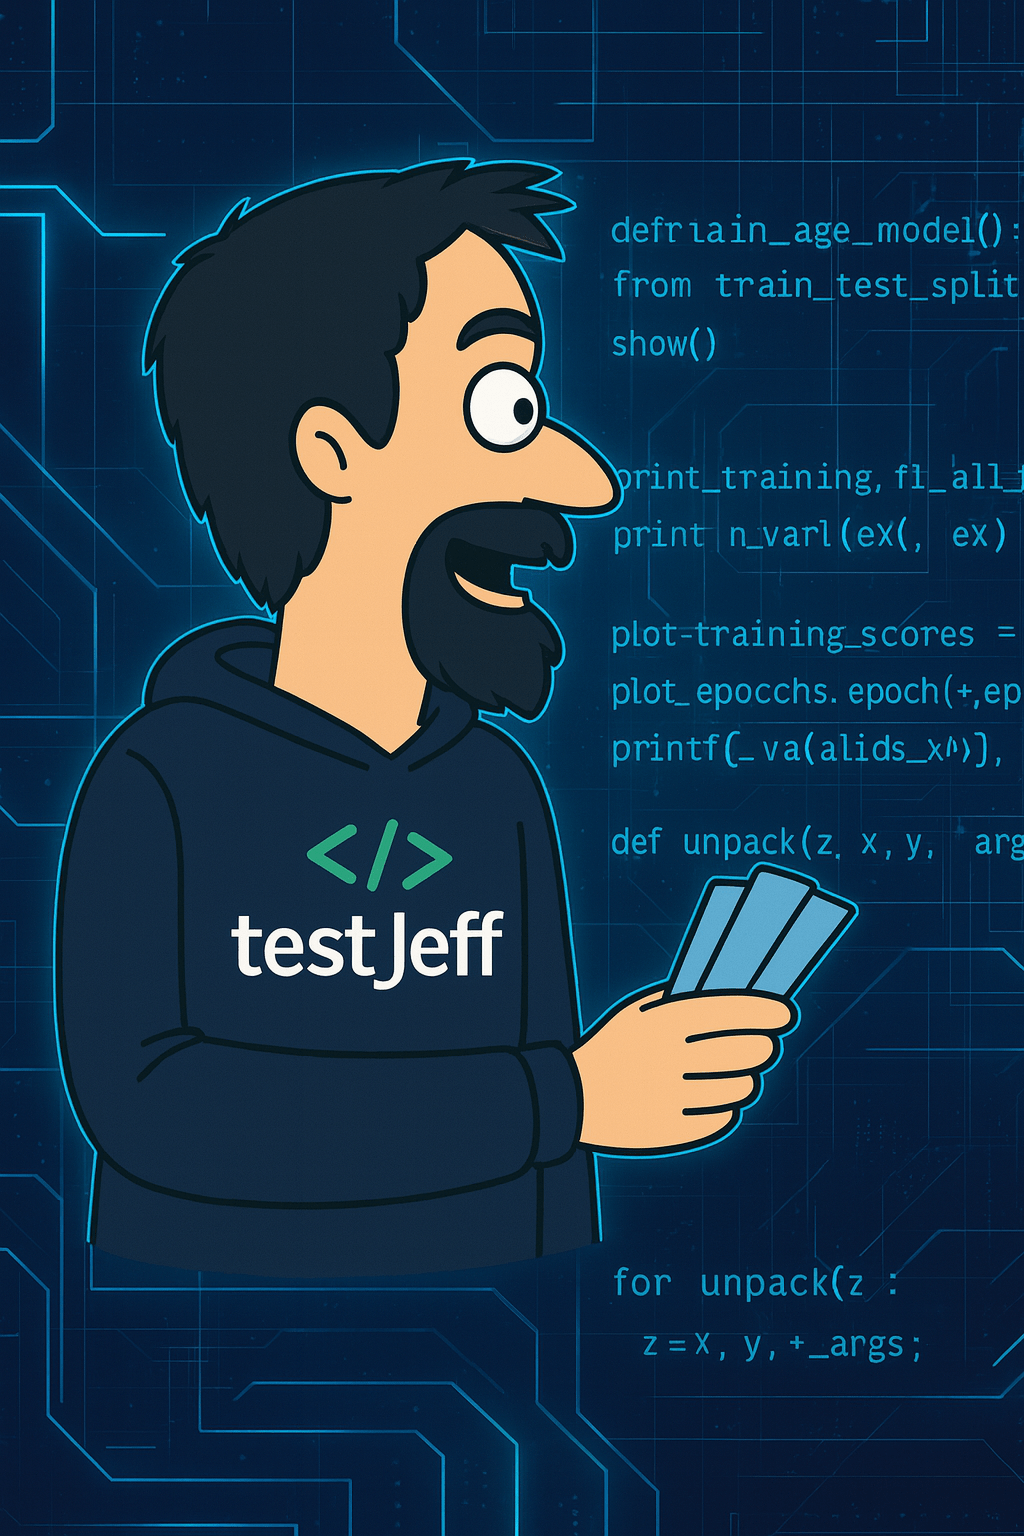 defrıain_age_model():
from train_test_split
show()
print_training, fl_all_
print n_varl(eX(, eX)
plot-training_scores =
plot_epocchs. epoch(+,ep
printf[_va(alids_x^)],
def unpack(z, x, y, arg
</>
testJeff
for unpack(z :
z=x, y,+_args;